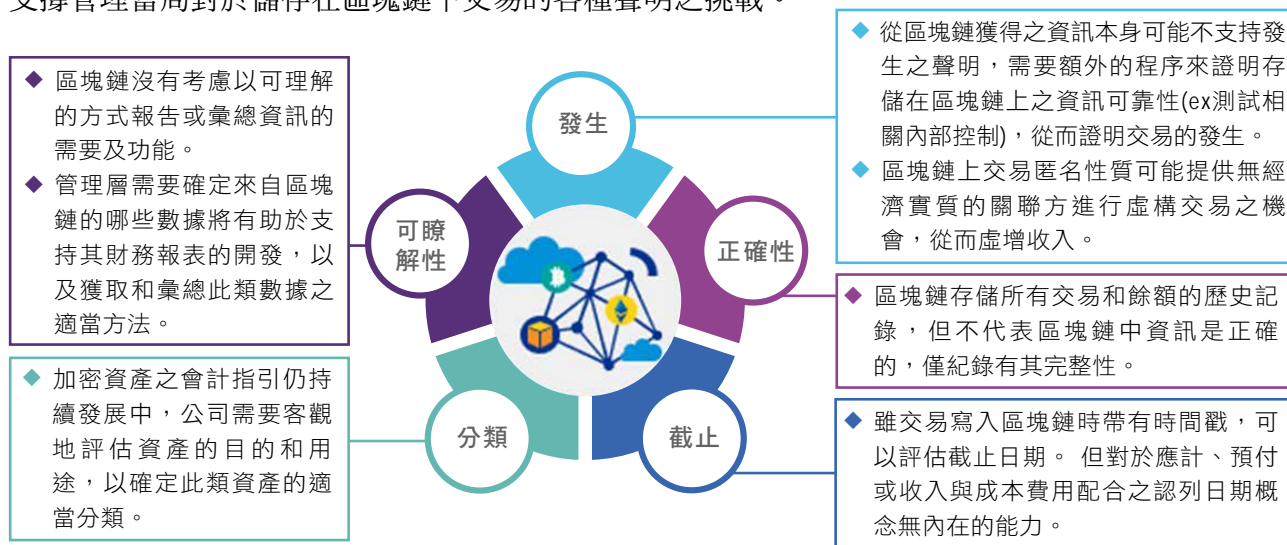 支撐管理當局對於儲存在區塊鏈中交易的各種聲明之挑戰。
◆ 區塊鏈沒有考慮以可理解
的方式報告或彙總資訊的
需要及功能。
◆ 管理層需要確定來自區塊
鏈的哪些數據將有助於支
持其財務報表的開發，以
及獲取和彙總此類數據之
適當方法。
◆ 加密資產之會計指引仍持
續發展中，公司需要客觀
地評估資產的目的和用
途，以確定此類資產的適
當分類。
發生
可瞭
解性
正確性
分類
截止
◆ 從區塊鏈獲得之資訊本身可能不支持發
生之聲明，需要額外的程序來證明存
儲在區塊鏈上之資訊可靠性(ex測試相
關內部控制)，從而證明交易的發生。
◆ 區塊鏈上交易匿名性質可能提供無經
濟實質的關聯方進行虛構交易之機
會，從而虛增收入。
◆ 區塊鏈存儲所有交易和餘額的歷史記
錄，但不代表區塊鏈中資訊是正確
的，僅紀錄有其完整性。
◆ 雖交易寫入區塊鏈時帶有時間戳，可
以評估截止日期。 但對於應計、預付
或收入與成本費用配合之認列日期概
念無內在的能力。